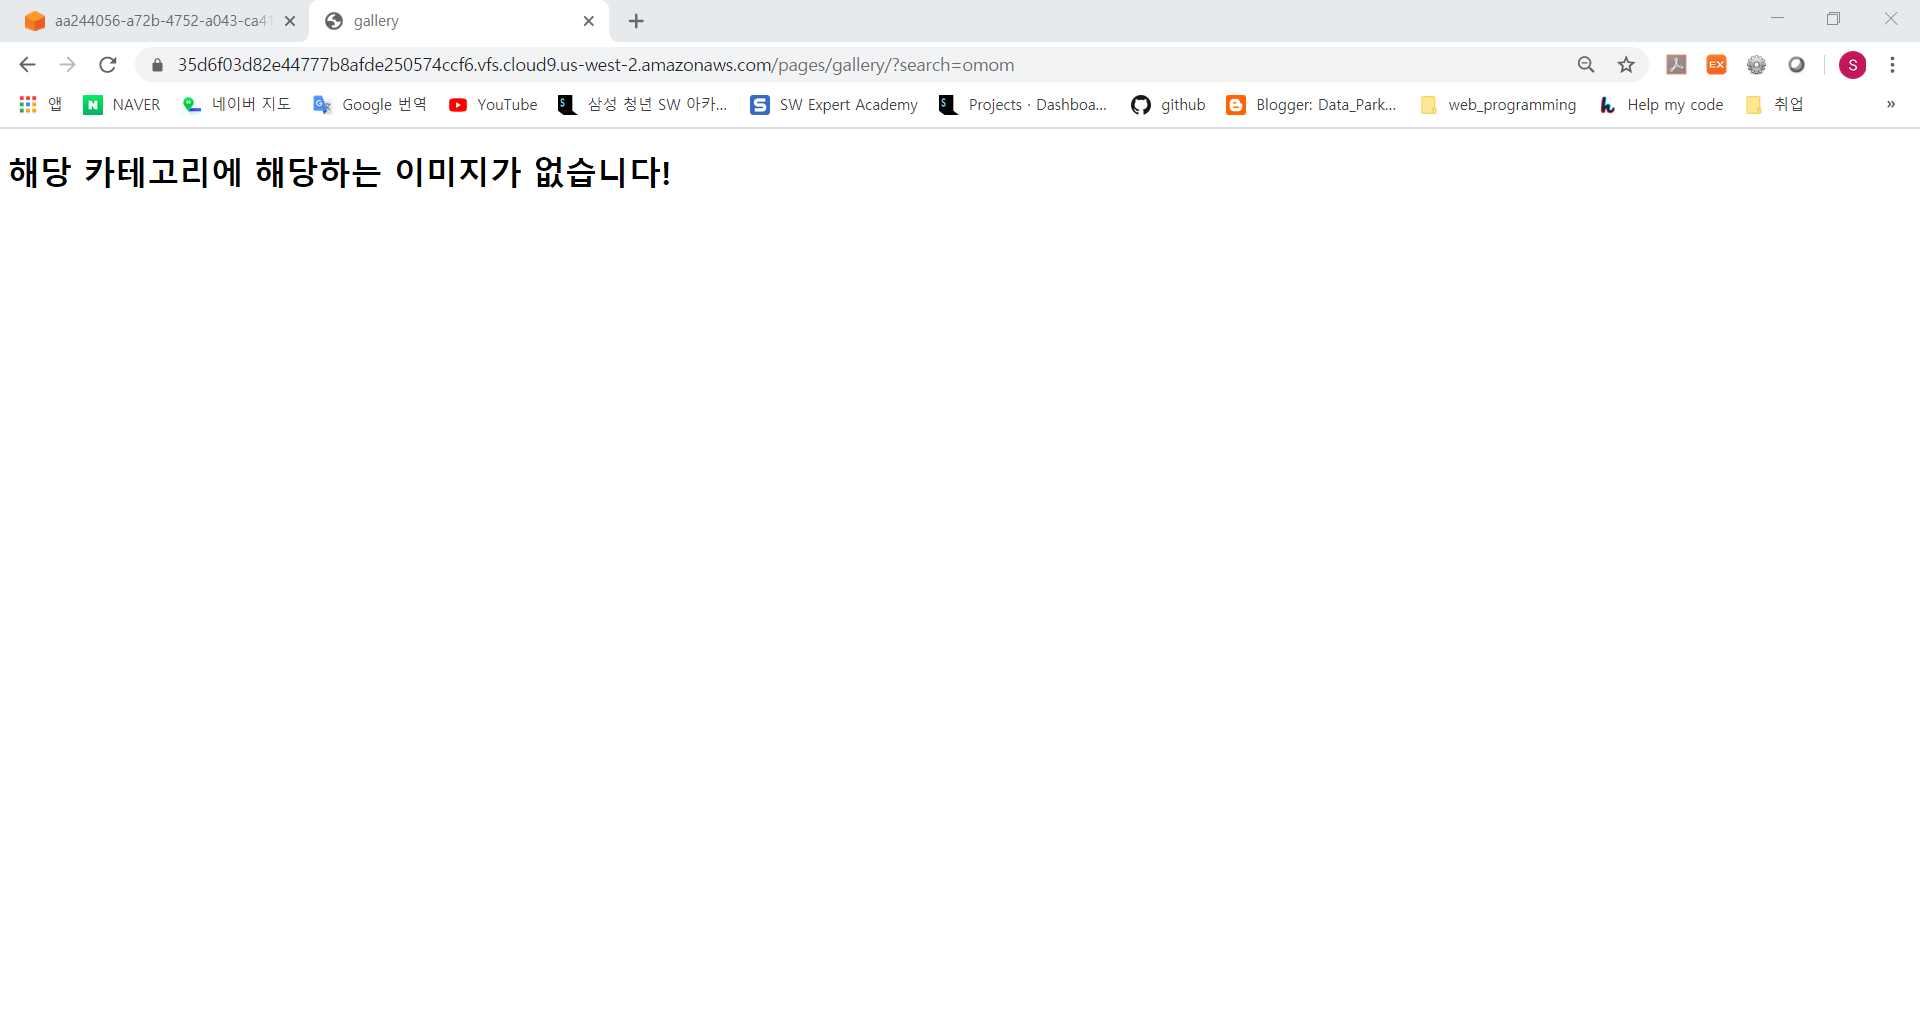 aa244056-a72b-4752-a043-ca41
gallery
35d6f03d82e44777b8afde250574ccf6.vfs.cloud9.us-west-2.amazonaws.com/pages/gallery/?search=omom
EX
S
앱 NAVER 네이버 지도 Google 번역 YouTube 삼성 청년 SW 아카... SW Expert Academy Projects · Dashboa... github Blogger: Data_Park... web_programming Help my code 취업 »
해당 카테고리에 해당하는 이미지가 없습니다!